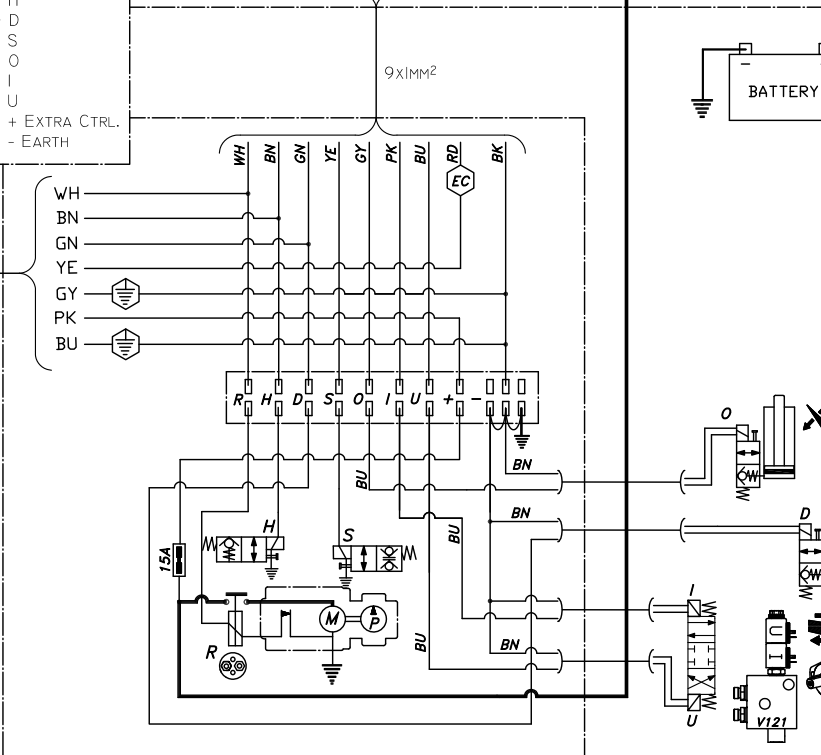 D
S
O
I
U
+ EXTRA CTRL.
- EARTH
9X1MM²
BATTERY
-
WH BN GN YE GY PK BU RD BK
EC
WH
BN
GN
YE
GY
PK
BU
R H D S O I U + -
O
BN
BU
BN
D
BU
H
S
15A
M
P
I
R
BU
BN
U
I
U
V121